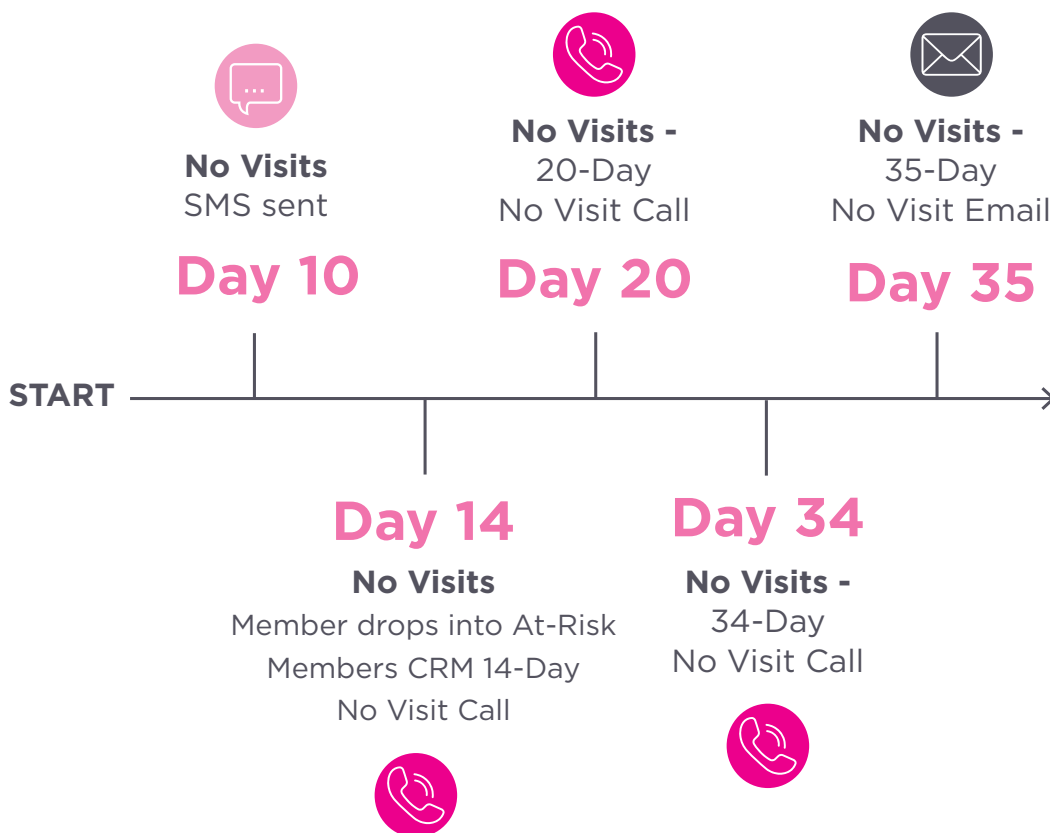 No Visits
SMS sent
Day 10
No Visits -
20-Day
No Visit Call
Day 20
No Visits -
35-Day
No Visit Email
Day 35
START
Day 14
No Visits
Member drops into At-Risk
Members CRM 14-Day
No Visit Call
Day 34
No Visits -
34-Day
No Visit Call